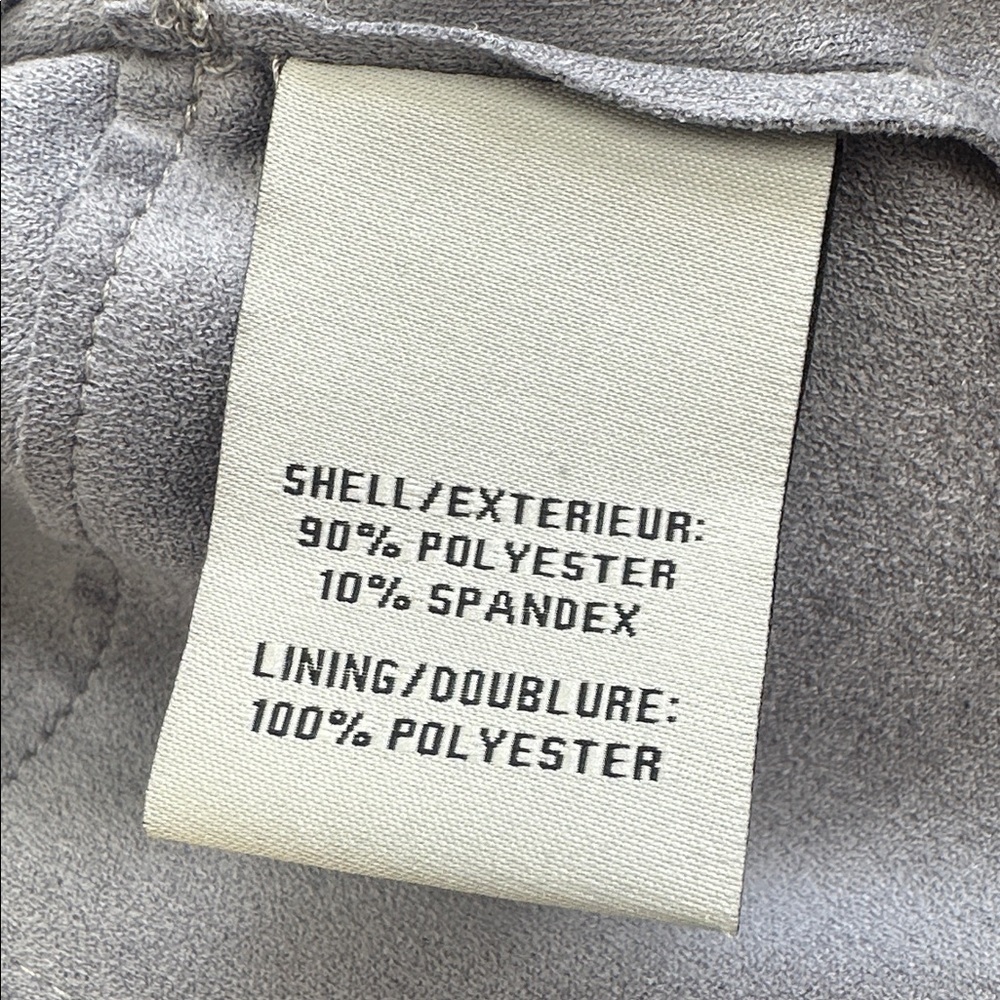 SHELL/EXTERIEUR:
90% POLYESTER
10% SPANDEX
LINING/DOUBLURE:
100% POLYESTER